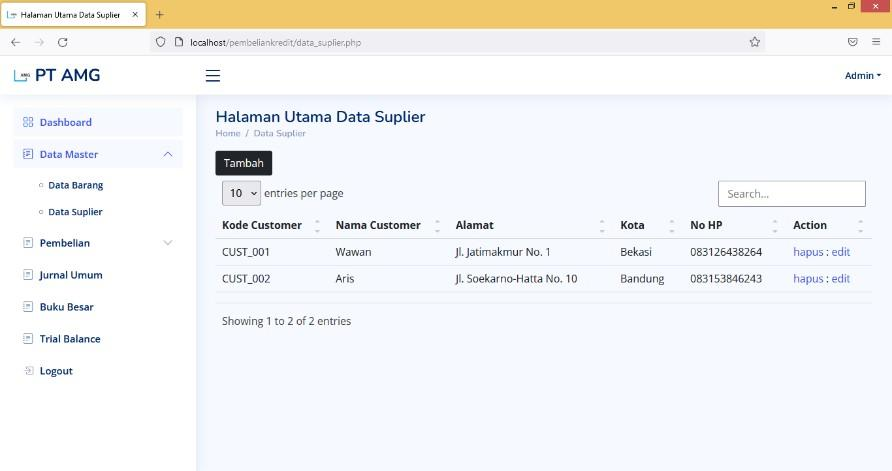 Halaman Utama Data Suplier
localhost/pembeliankredit/data_suplier.php
AMG PT AMG
Admin
Dashboard
Data Master
Data Barang
Data Suplier
Pembelian
Jurnal Umum
Buku Besar
Trial Balance
Logout
Halaman Utama Data Suplier
Home / Data Suplier
Tambah
10 entries per page
Search...
Kode Customer Nama Customer Alamat Kota No HP Action
CUST_001 Wawan Jl. Jatimakmur No. 1 Bekasi 083126438264 hapus : edit
CUST_002 Aris Jl. Soekarno-Hatta No. 10 Bandung 083153846243 hapus : edit
Showing 1 to 2 of 2 entries